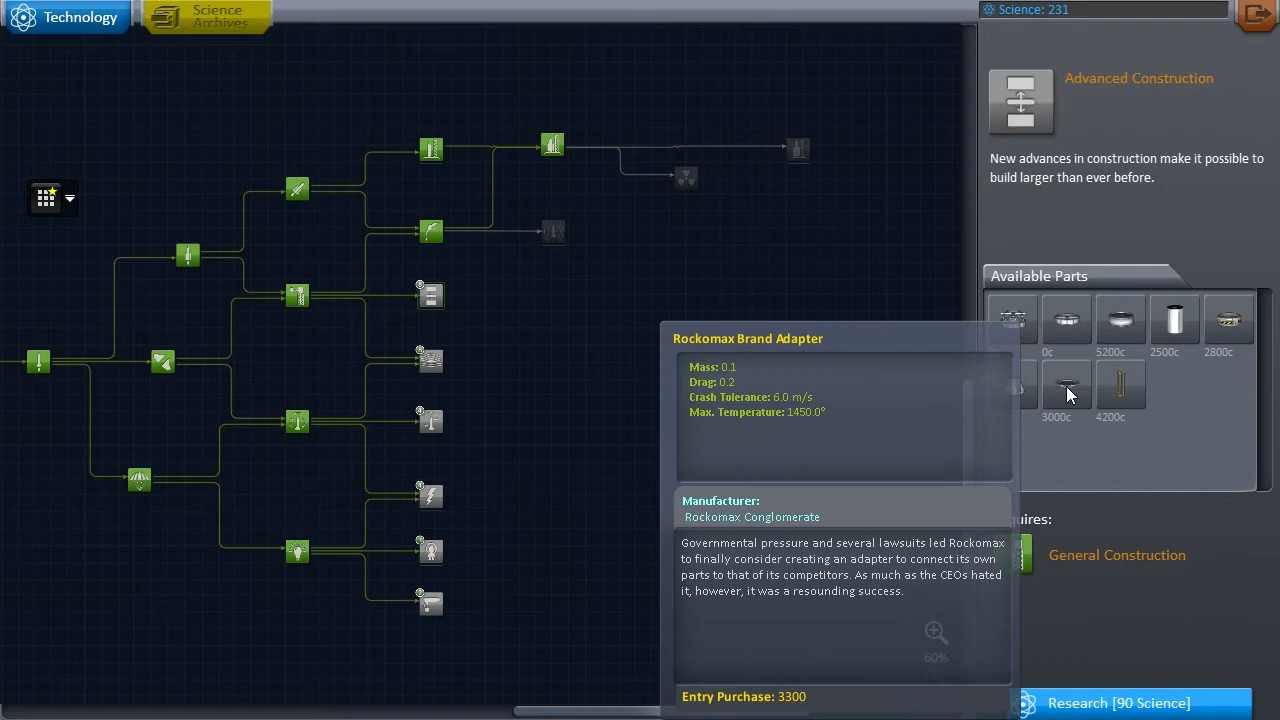 Technology
Science
Archives
Science: 231
Advanced Construction
New advances in construction make it possible to
build larger than ever before.
Available Parts
0c
5200c
2500c
2800c
3000c
4200c
Rockomax Brand Adapter
Mass: 0.1
Drag: 0.2
Crash Tolerance: 6.0 m/s
Max. Temperature: 1450.0°
Manufacturer:
Rockomax Conglomerate
Governmental pressure and several lawsuits led Rockomax
to finally consider creating an adapter to connect its own
parts to that of its competitors. As much as the CEOs hated
it, however, it was a resounding success.
60%
Entry Purchase: 3300
uires:
General Construction
Research [90 Science]